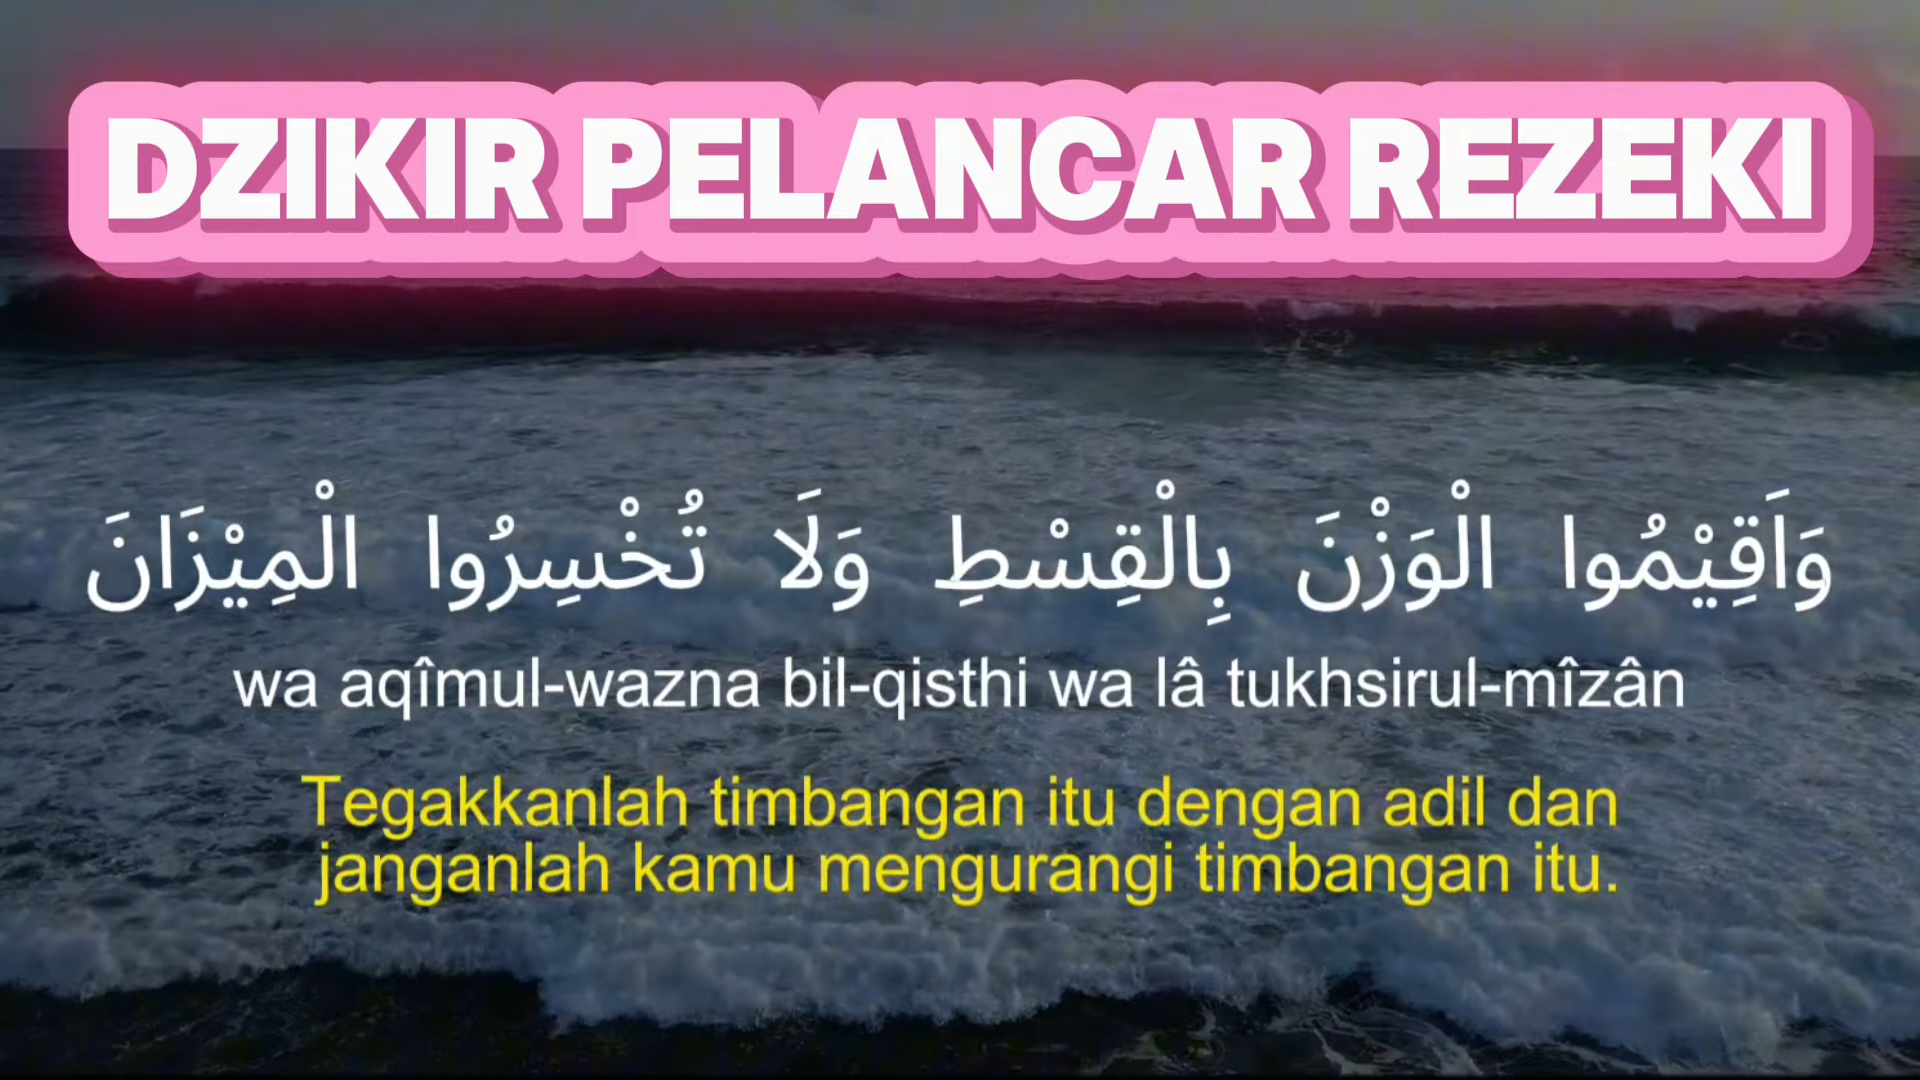 DZIKIR PELANCAR REZEKI
وَاَقِيْمُوا الْوَزْنَ بِالْقِسْطِ وَلَا تُخْسِرُوا الْمِيْزَانَ
wa aqîmul-wazna bil-qisthi wa lâ tukhsirul-mîzân
Tegakkanlah timbangan itu dengan adil dan
janganlah kamu mengurangi timbangan itu.